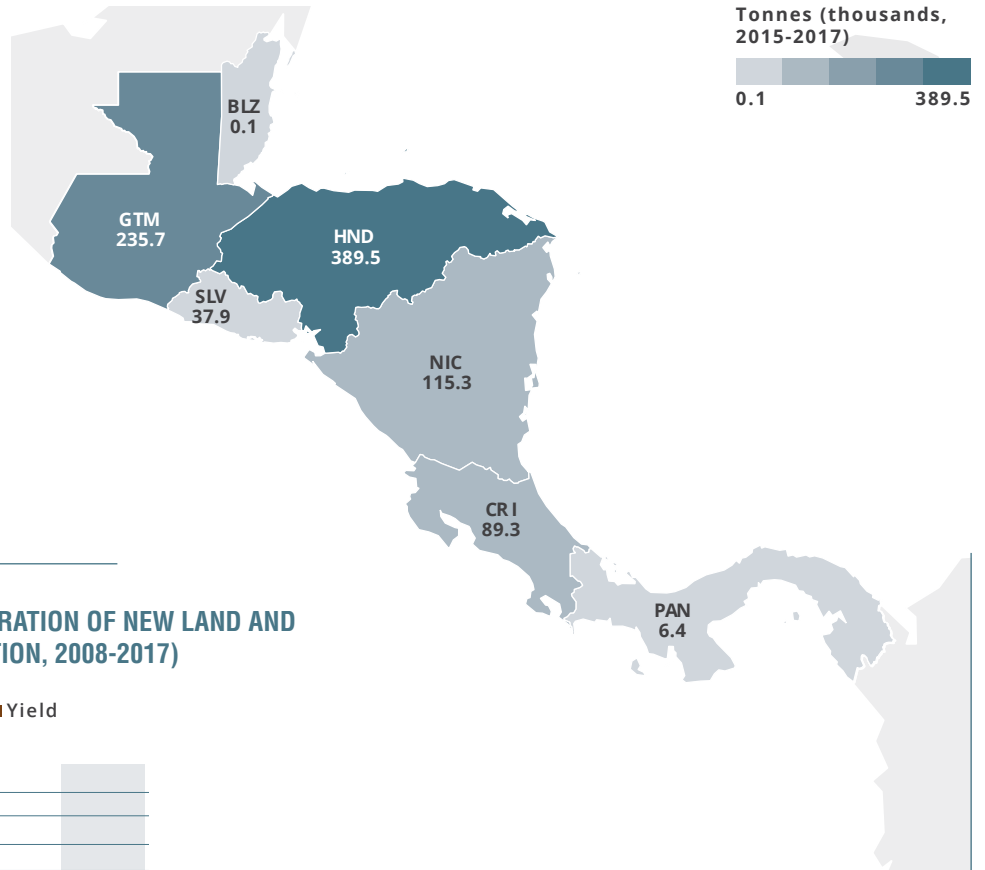 Tonnes (thousands,
2015-2017)
0.1 389.5
BLZ
0.1
GTM
235.7
HND
389.5
SLV
37.9
NIC
115.3
CRI
89.3
PAN
6.4
RATION OF NEW LAND AND
TION, 2008-2017)
Yield